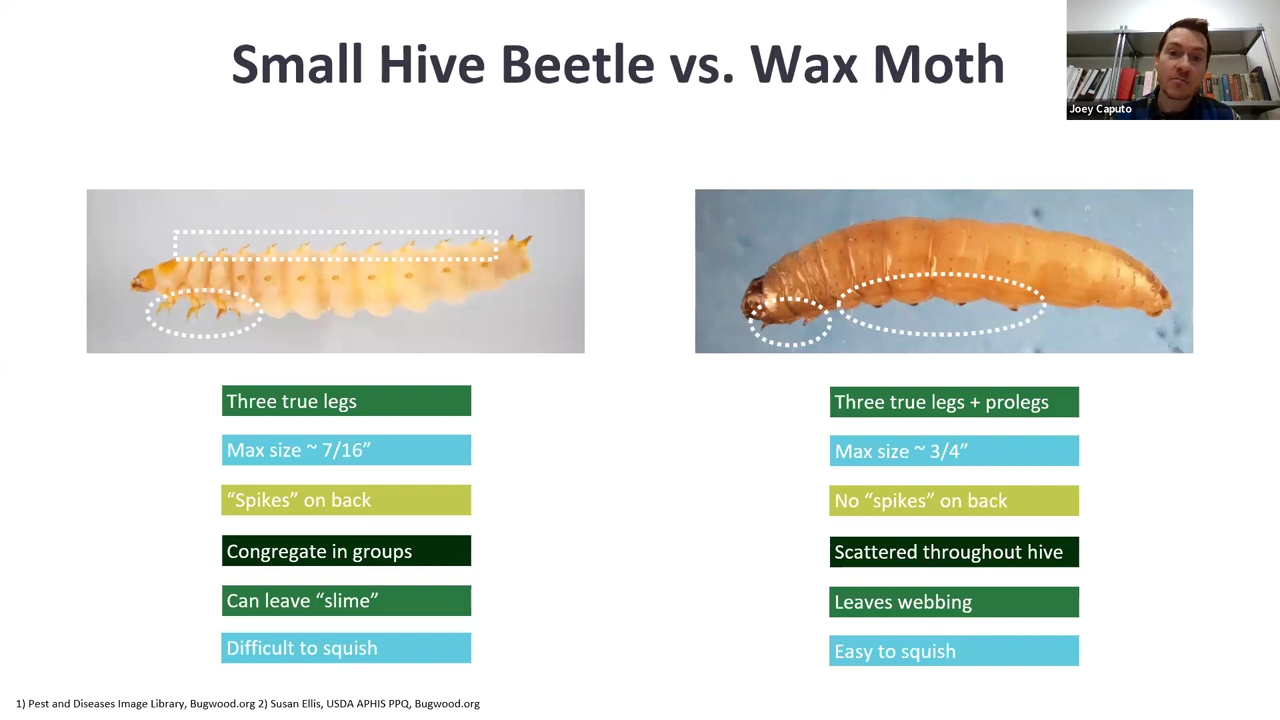 Small Hive Beetle vs. Wax Moth
Joey Caputo
Three true legs
Max size ~ 7/16”
“Spikes” on back
Congregate in groups
Can leave “slime”
Difficult to squish
Three true legs + prolegs
Max size ~ 3/4”
No “spikes” on back
Scattered throughout hive
Leaves webbing
Easy to squish
1) Pest and Diseases Image Library, Bugwood.org 2) Susan Ellis, USDA APHIS PPQ, Bugwood.org